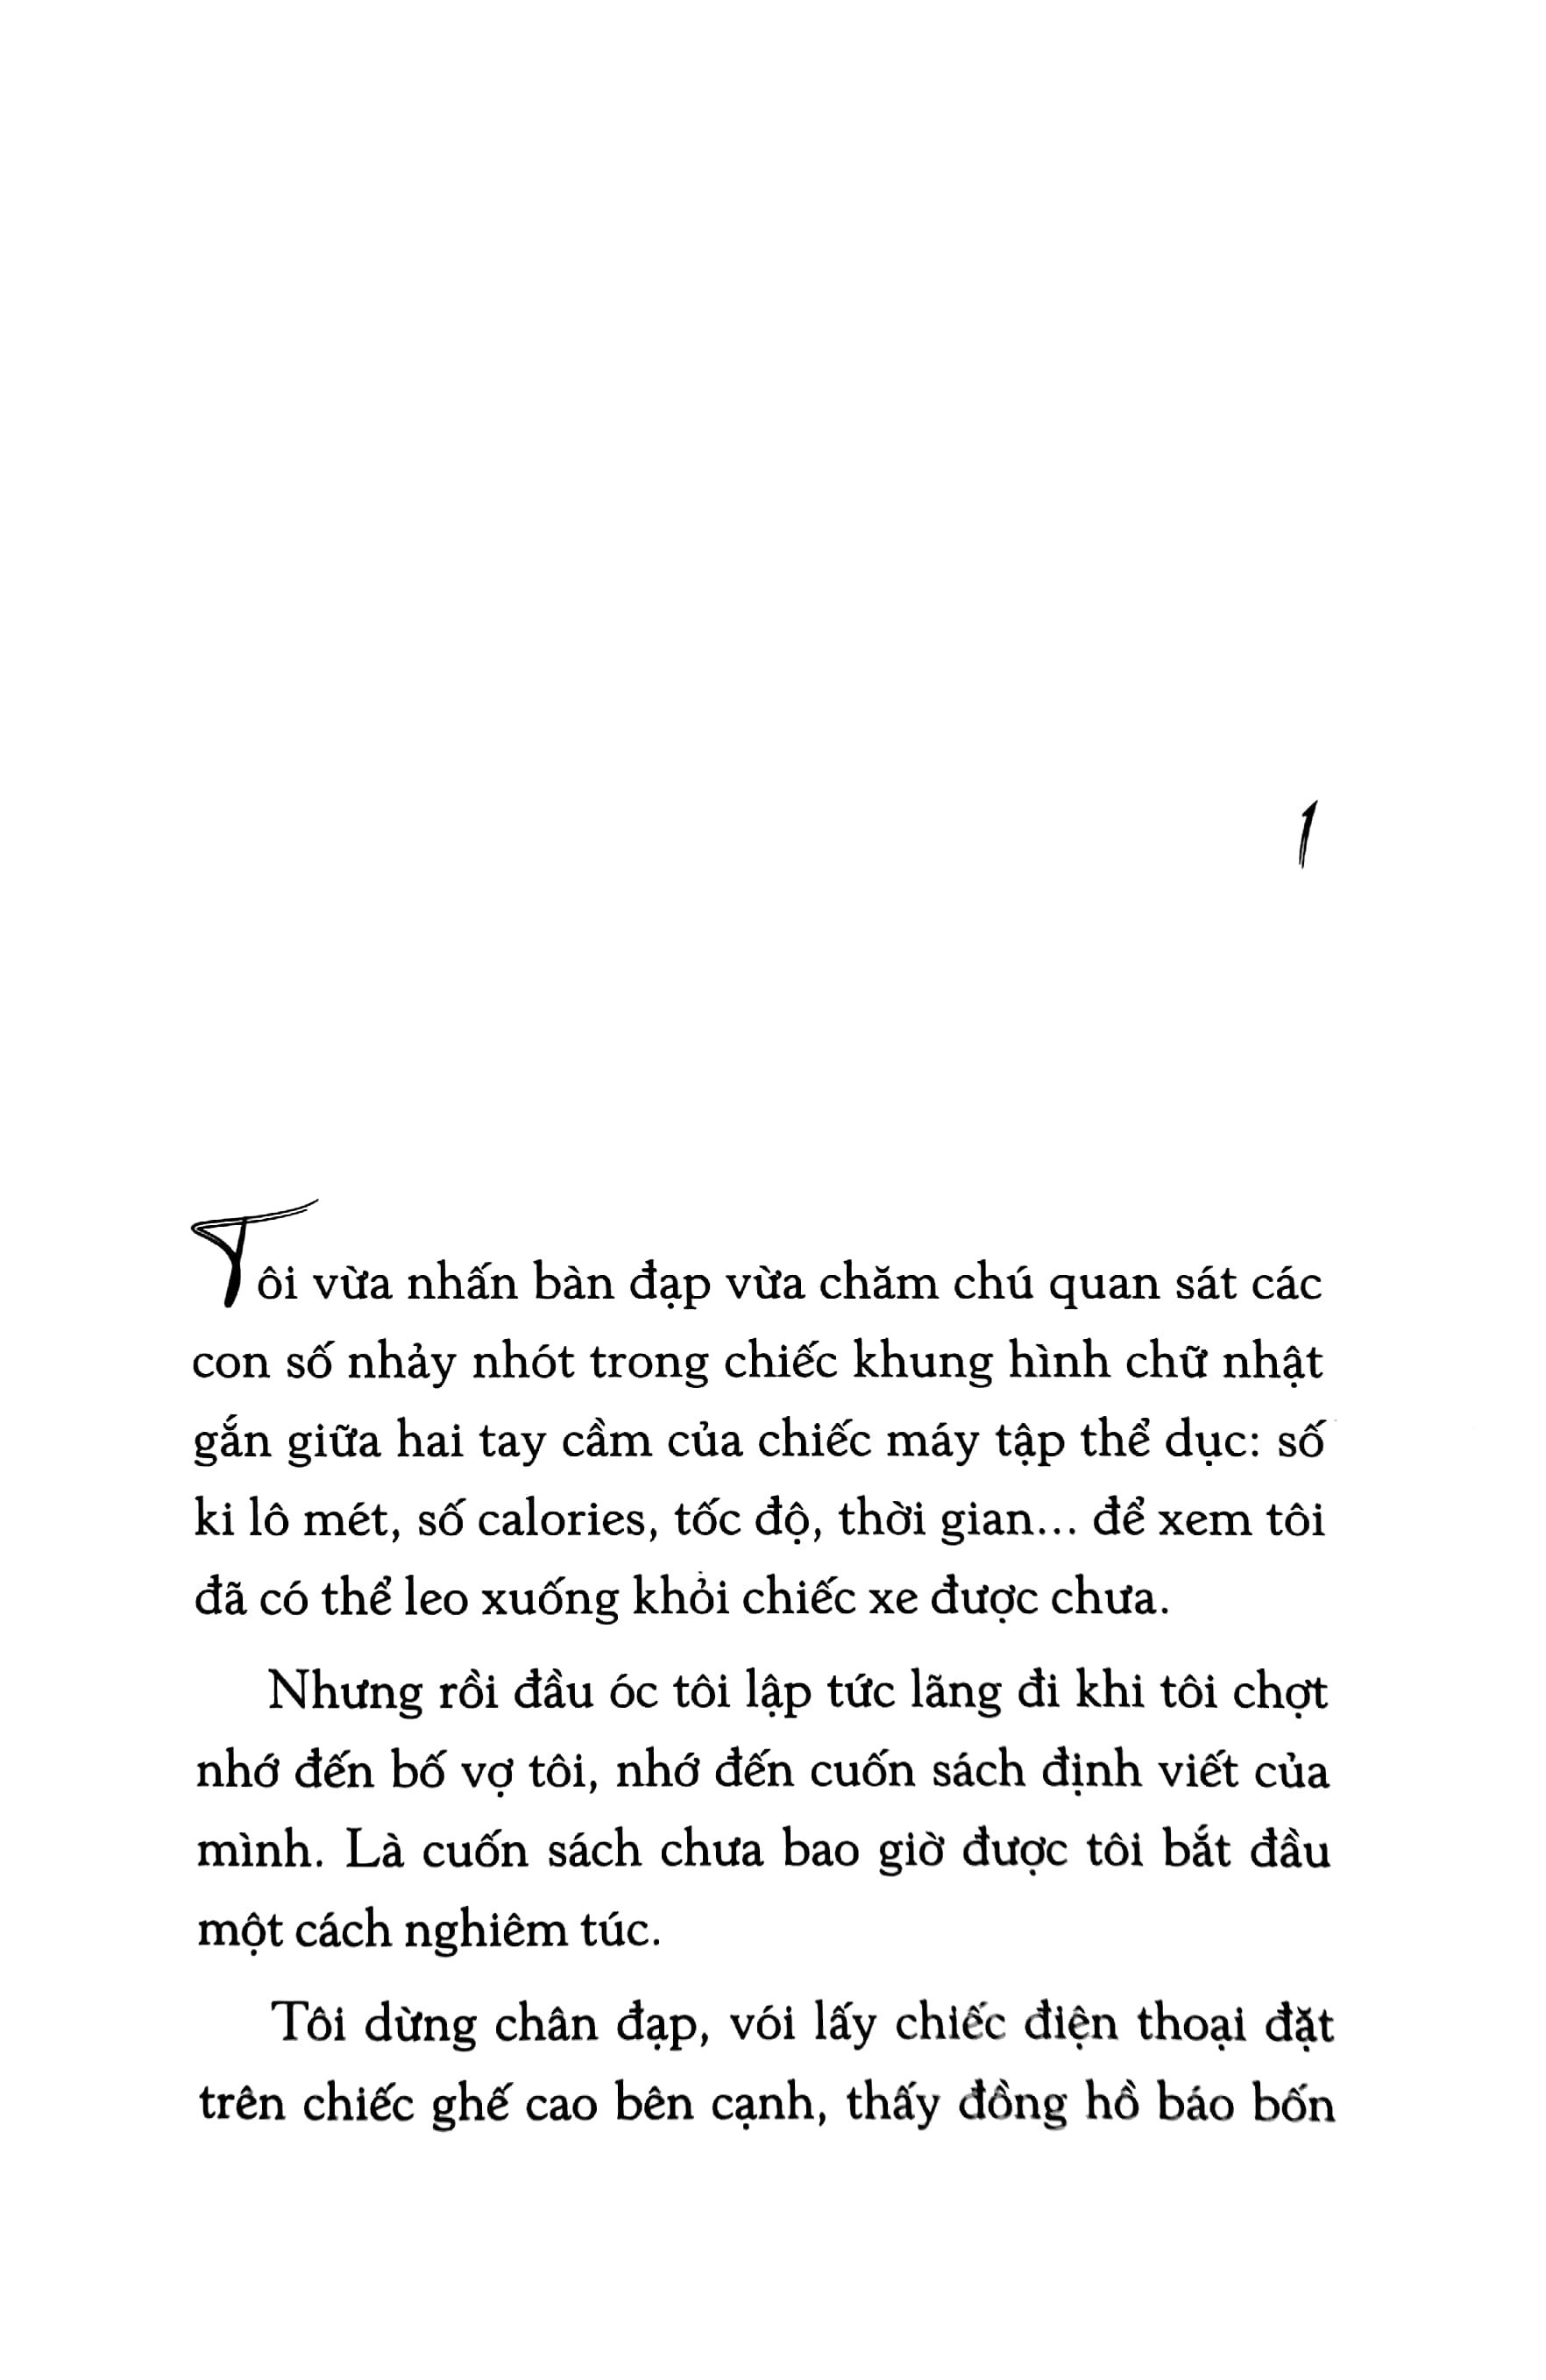 1
Tôi vừa nhấn bàn đạp vừa chăm chú quan sát các
con số nhảy nhót trong chiếc khung hình chữ nhật
gắn giữa hai tay cầm của chiếc máy tập thể dục: số
ki lô mét, số calories, tốc độ, thời gian... để xem tôi
đã có thể leo xuống khỏi chiếc xe được chưa.
Nhưng rồi đầu óc tôi lập tức lãng đi khi tôi chợt
nhớ đến bố vợ tôi, nhớ đến cuốn sách định viết của
mình. Là cuốn sách chưa bao giờ được tôi bắt đầu
một cách nghiêm túc.
Tôi dừng chân đạp, vói lấy chiếc điện thoại đặt
trên chiếc ghế cao bên cạnh, thấy đồng hồ báo bốn